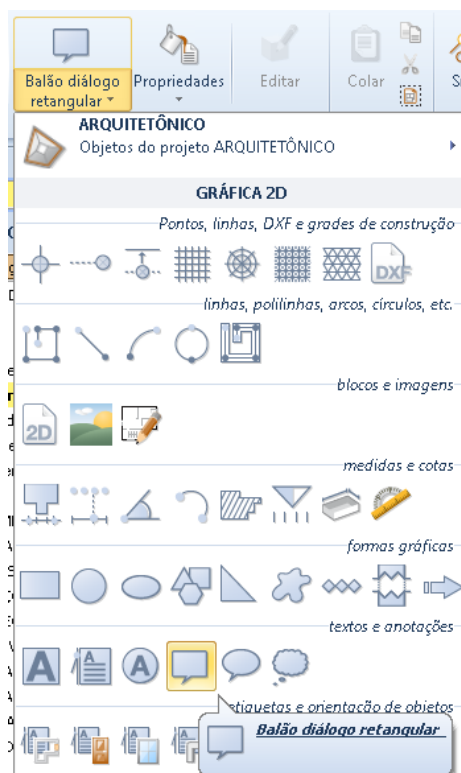 Balão diálogo
retangular
Propriedades
Editar
Colar
ARQUITETÔNICO
Objetos do projeto ARQUITETÔNICO
GRÁFICA 2D
Pontos, linhas, DXF e grades de construção
DXF
linhas, polilinhas, arcos, círculos, etc.
blocos e imagens
2D
medidas e cotas
formas gráficas
textos e anotações
A
A
A
etiquetas e orientação de objetos
Balão diálogo retangular